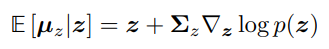 𝔼 [𝝁_z|𝒛] = 𝒛 + 𝚺_z∇_𝒛 log p(𝒛)